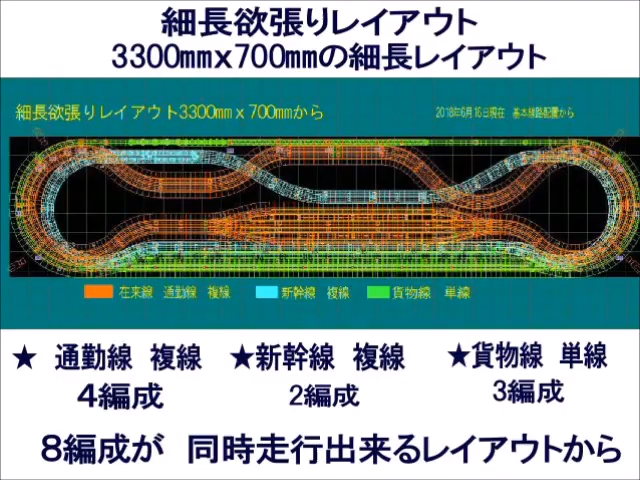 細長欲張りレイアウト
3300mmx700mmの細長レイアウト
細長欲張りレイアウト3300mmx700mmから
2018年6月16日現在 基本線路配置から
在来線 通勤線 複線
新幹線 複線
貨物線 単線
★ 通勤線 複線
4編成
★新幹線 複線
2編成
★貨物線 単線
3編成
8編成が 同時走行出来るレイアウトから